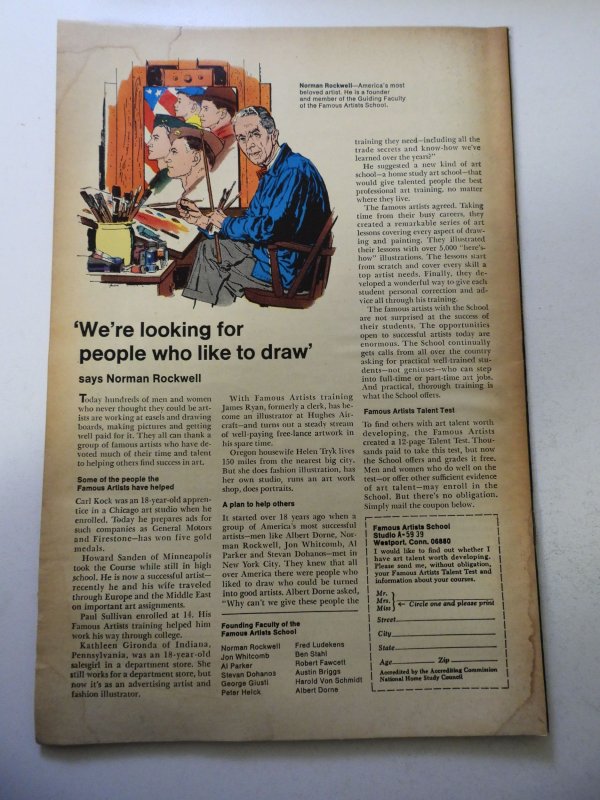 Norman Rockwell—America's most
beloved artist. He is a founder
and member of the Guiding Faculty
of the Famous Artists School.
'We're looking for
people who like to draw'
says Norman Rockwell
Today hundreds of men and women
who never thought they could be art-
ists are working at easels and drawing
boards, making pictures and getting
well paid for it. They all can thank a
group of famous artists who have de-
voted much of their time and talent
to helping others find success in art.
Some of the people the
Famous Artists have helped
Carl Kock was an 18-year-old appren-
tice in a Chicago art studio when he
enrolled. Today he prepares ads for
such companies as General Motors
and Firestone—has won five gold
medals.
Howard Sanden of Minneapolis
took the Course while still in high
school. He is now a successful artist—
recently he and his wife traveled
through Europe and the Middle East
on important art assignments.
Paul Sullivan enrolled at 14. His
Famous Artists training helped him
work his way through college.
Kathleen Gironda of Indiana,
Pennsylvania, was an 18-year-old
salesgirl in a department store. She
still works for a department store, but
now it's as an advertising artist and
fashion illustrator.
With Famous Artists training
James Ryan, formerly a clerk, has be-
come an illustrator at Hughes Air-
craft—and turns out a steady stream
of well-paying free-lance artwork in
his spare time.
Oregon housewife Helen Tryk lives
150 miles from the nearest big city.
But she does fashion illustration, has
her own studio, runs an art work
shop, does portraits.
A plan to help others
It started over 18 years ago when a
group of America's most successful
artists—men like Albert Dorne, Nor-
man Rockwell, Jon Whitcomb, Al
Parker and Stevan Dohanos—met in
New York City. They knew that all
over America there were people who
liked to draw who could be turned
into good artists. Albert Dorne asked,
"Why can't we give these people the
Founding Faculty of the
Famous Artists School
Norman Rockwell
Jon Whitcomb
Al Parker
Stevan Dohanos
George Giusti
Peter Helck
Fred Ludekens
Ben Stahl
Robert Fawcett
Austin Briggs
Harold Von Schmidt
Albert Dorne
training they need—including all the
trade secrets and know-how we've
learned over the years?"
He suggested a new kind of art
school—a home study art school—that
would give talented people the best
professional art training, no matter
where they live.
The famous artists agreed. Taking
time from their busy careers, they
created a remarkable series of art
lessons covering every aspect of draw-
ing and painting. They illustrated
their lessons with over 5,000 "here's-
how" illustrations. The lessons start
from scratch and cover every skill a
top artist needs. Finally, they de-
veloped a wonderful way to give each
student personal correction and ad-
vice all through his training.
The famous artists with the School
are not surprised at the success of
their students. The opportunities
open to successful artists today are
enormous. The School continually
gets calls from all over the country
asking for practical well-trained stu-
dents—not geniuses—who can step
into full-time or part-time art jobs.
And practical, thorough training is
what the School offers.
Famous Artists Talent Test
To find others with art talent worth
developing, the Famous Artists
created a 12-page Talent Test. Thou-
sands paid to take this test, but now
the School offers and grades it free.
Men and women who do well on the
test—or offer other sufficient evidence
of art talent—may enroll in the
School. But there's no obligation.
Simply mail the coupon below.
Famous Artists School
Studio A-5939
Westport, Conn. 06880
I would like to find out whether I
have art talent worth developing.
Please send me, without obligation,
your Famous Artists Talent Test and
information about your courses.
Mr.
Mrs. ← Circle one and please print
Miss
Street
City
State
Age Zip
Accredited by the Accrediting Commission
National Home Study Council